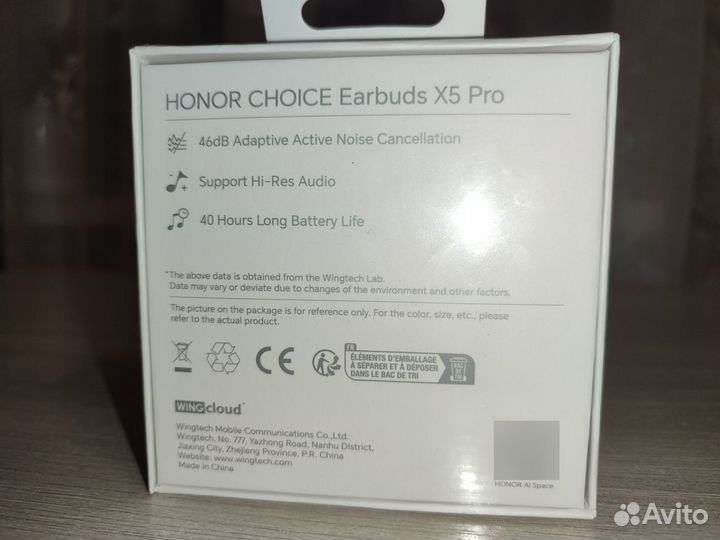 HONOR CHOICE Earbuds X5 Pro
46dB Adaptive Active Noise Cancellation
Support Hi-Res Audio
40 Hours Long Battery Life
*The above data is obtained from the Wingtech Lab.
Data may vary or deviate due to changes of the environment and other factors.
The picture on the package is for reference only. For the color, size, etc., please
refer to the actual product.
CE
FR
ÉLÉMENTS D'EMBALLAGE
À SÉPARER ET À DÉPOSER
DANS LE BAC DE TRI
BAC
DE
TRI
WINGcloud™
Wingtech Mobile Communications Co.,Ltd.
Wingtech, No. 777, Yazhong Road, Nanhu District,
Jiaxing City, Zhejiang Province, P.R. China
Website: www.wingtech.com
Made in China
HONOR AI Space
Avito